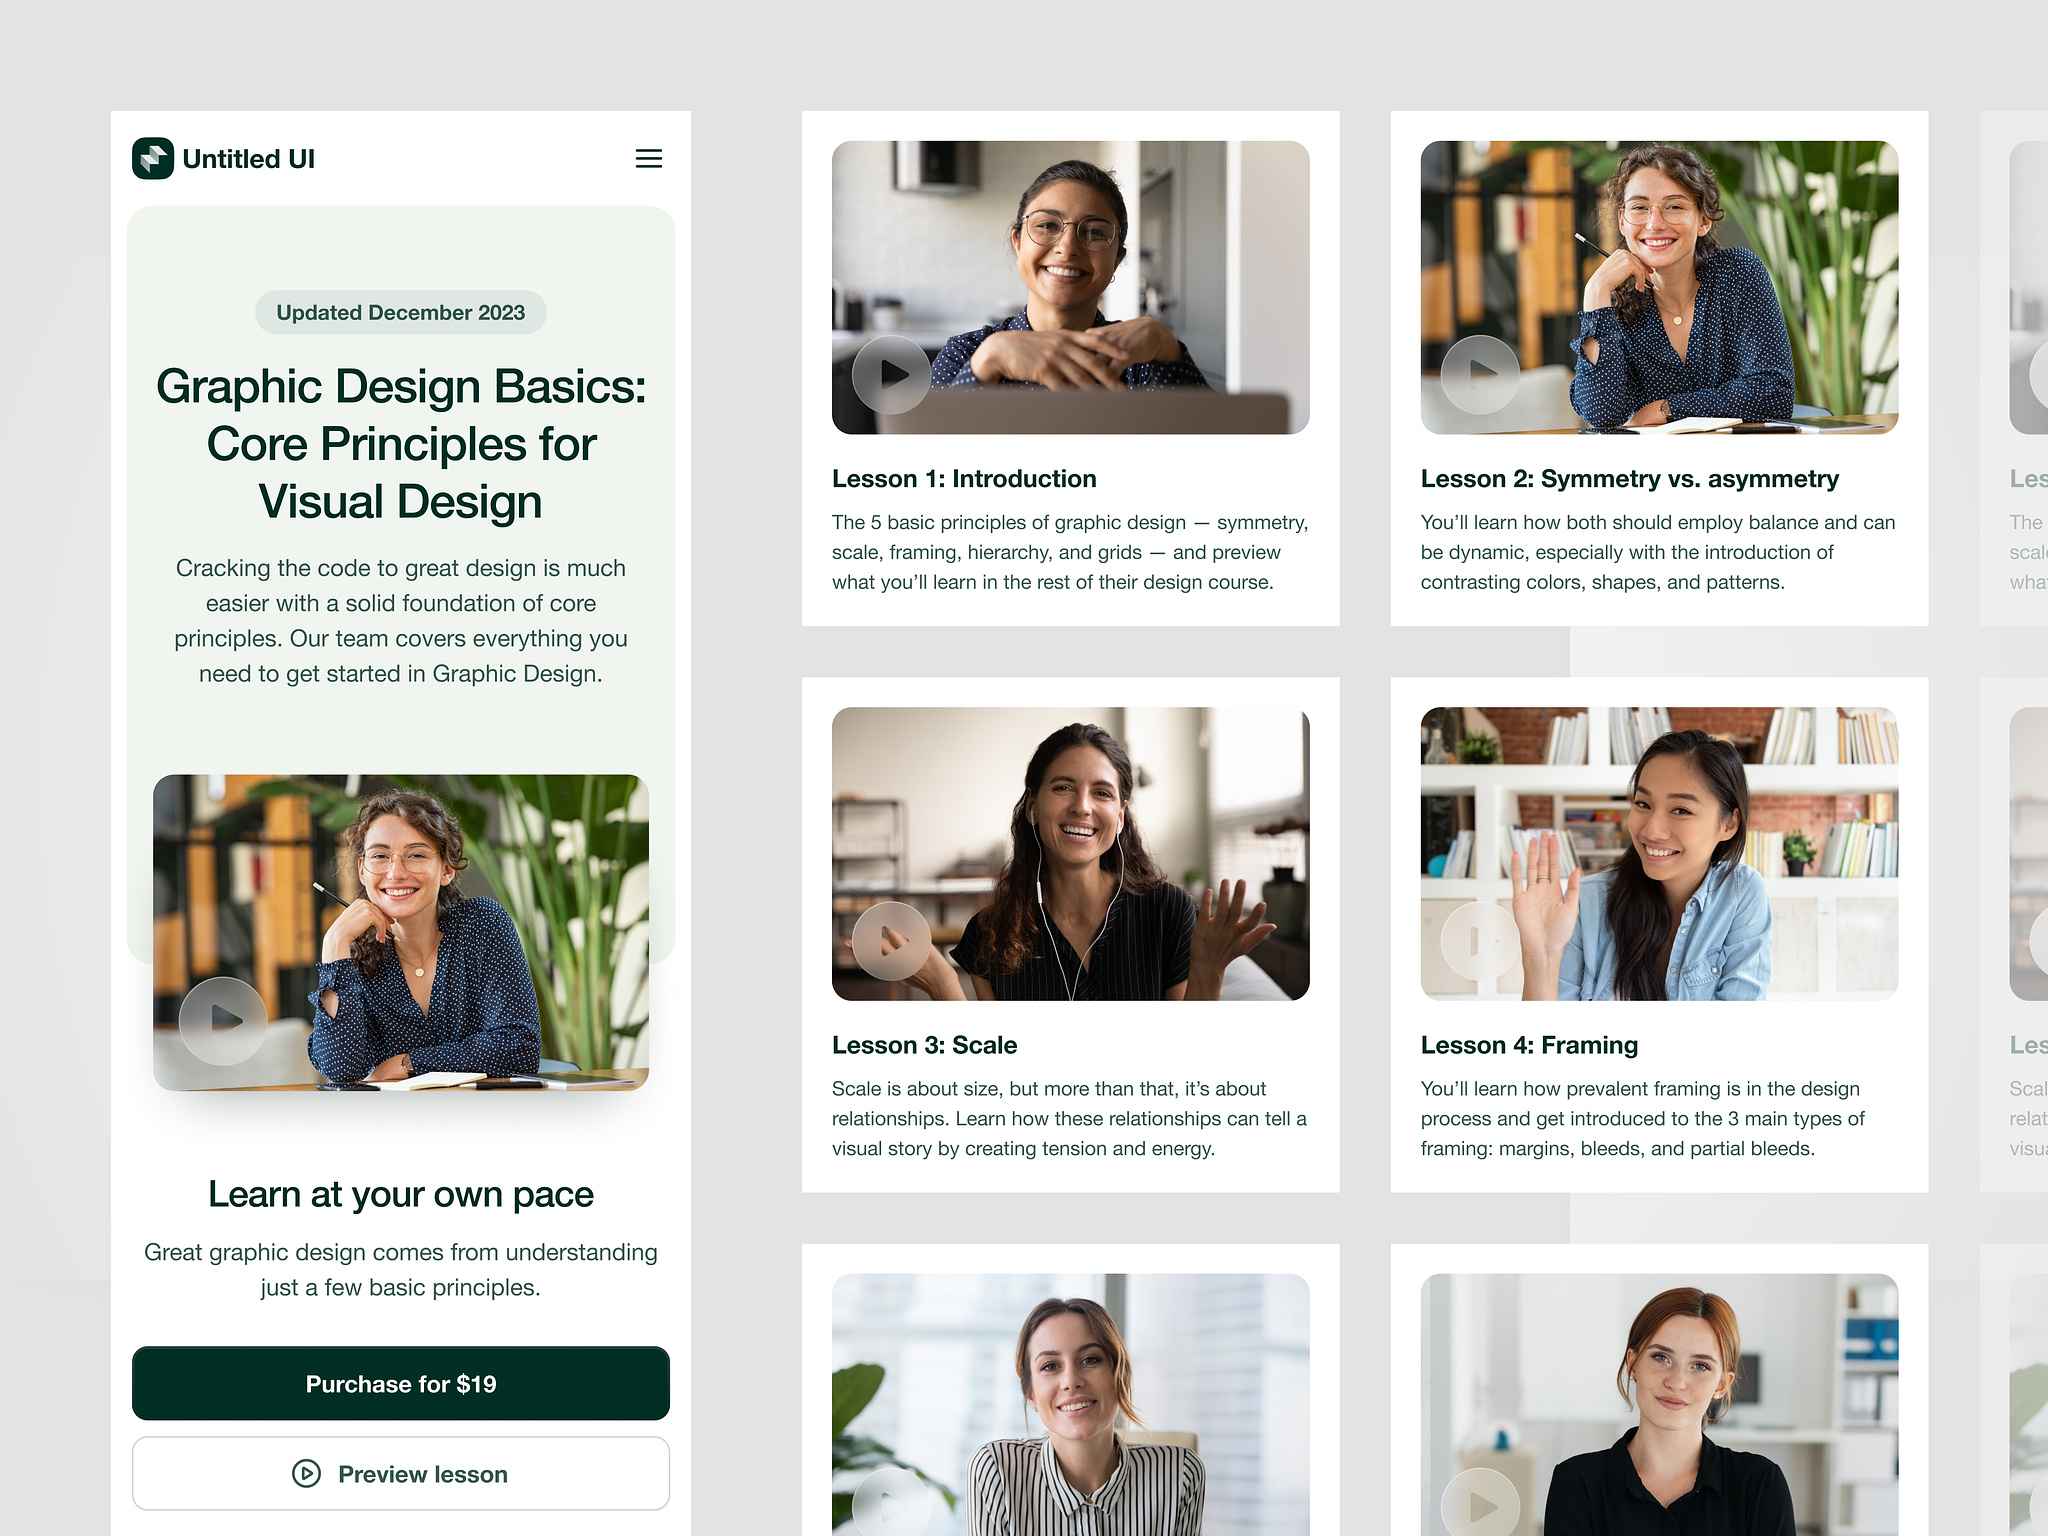 Untitled UI
Updated December 2023
Graphic Design Basics:
Core Principles for
Visual Design
Cracking the code to great design is much
easier with a solid foundation of core
principles. Our team covers everything you
need to get started in Graphic Design.
Learn at your own pace
Great graphic design comes from understanding
just a few basic principles.
Purchase for $19
Preview lesson
Lesson 1: Introduction
The 5 basic principles of graphic design — symmetry,
scale, framing, hierarchy, and grids — and preview
what you’ll learn in the rest of their design course.
Lesson 2: Symmetry vs. asymmetry
You’ll learn how both should employ balance and can
be dynamic, especially with the introduction of
contrasting colors, shapes, and patterns.
The
Lesson 3: Scale
Scale is about size, but more than that, it’s about
relationships. Learn how these relationships can tell a
visual story by creating tension and energy.
Lesson 4: Framing
You’ll learn how prevalent framing is in the design
process and get introduced to the 3 main types of
framing: margins, bleeds, and partial bleeds.